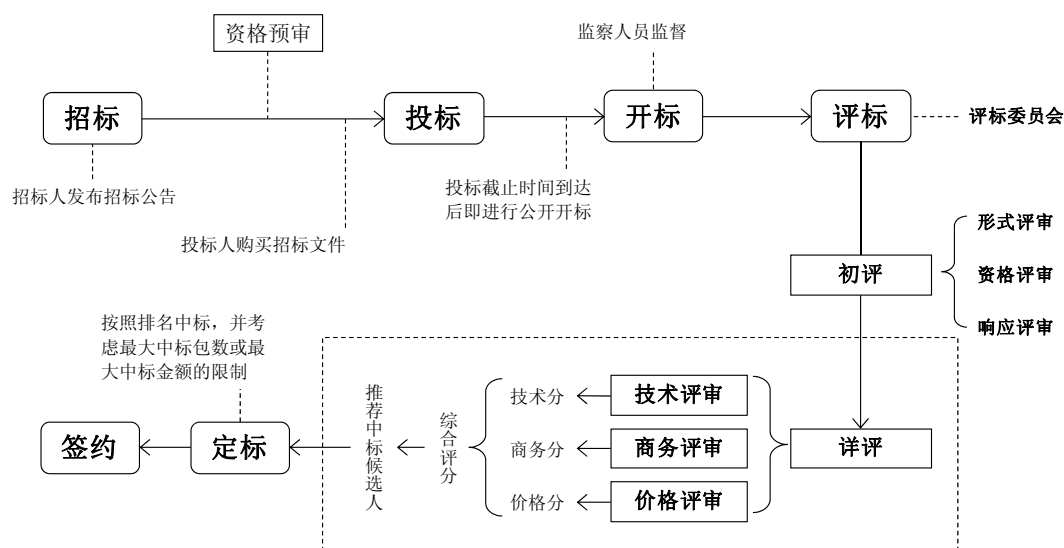 资格预审
监察人员监督
招标
投标
开标
评标
评标委员会
招标人发布招标公告
投标截止时间到达
后即进行公开开标
投标人购买招标文件
形式评审
初评
资格评审
响应评审
按照排名中标，并考
虑最大中标包数或最
大中标金额的限制
签约
定标
推荐中标候选人
综合评分
技术分
技术评审
商务分
商务评审
价格分
价格评审
详评